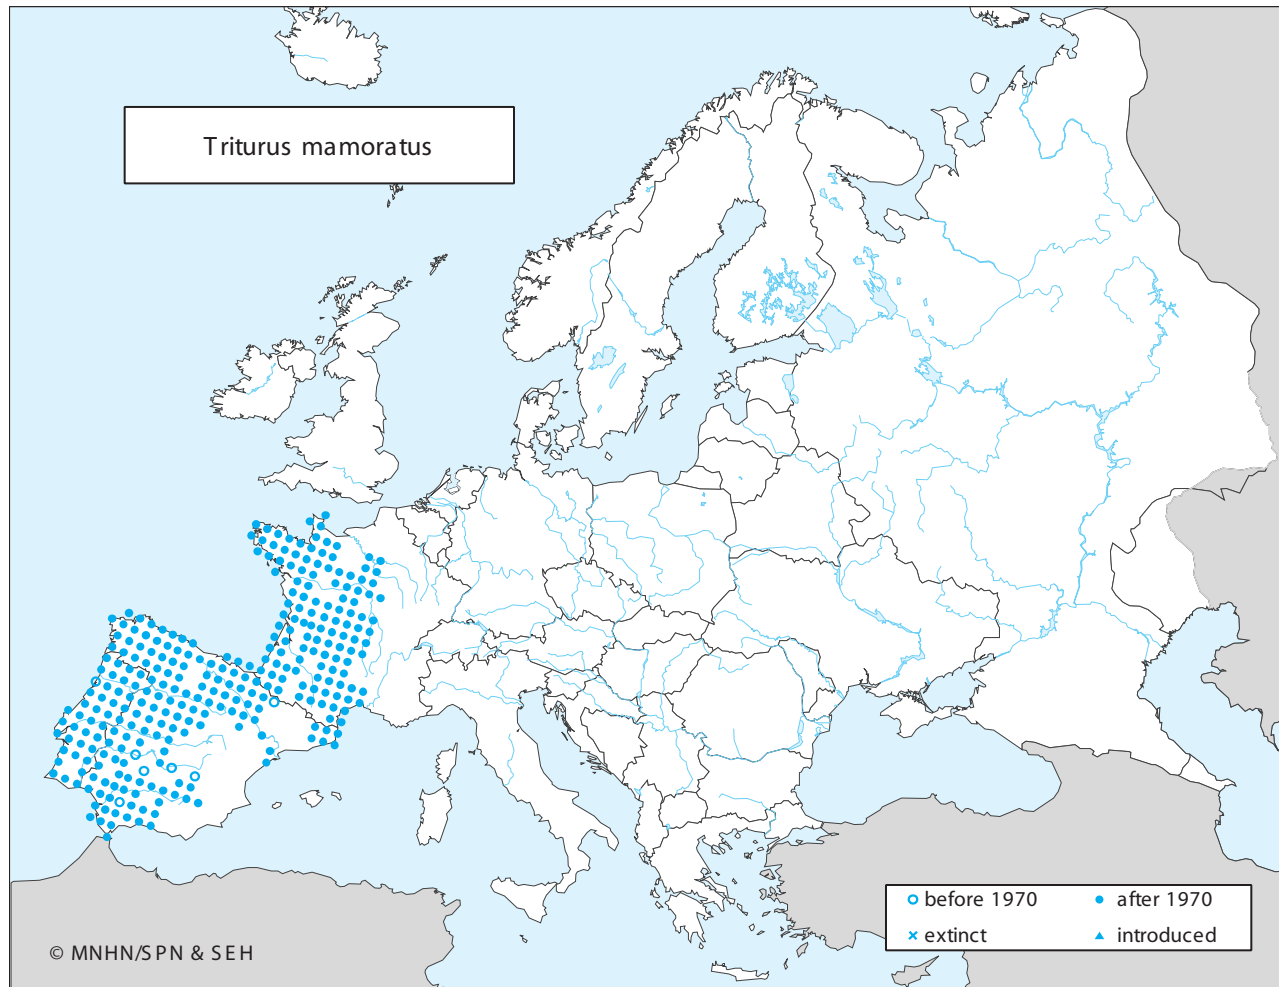 Triturus mamoratus
before 1970
after 1970
extinct
introduced
© MNHN/SPN & SEH